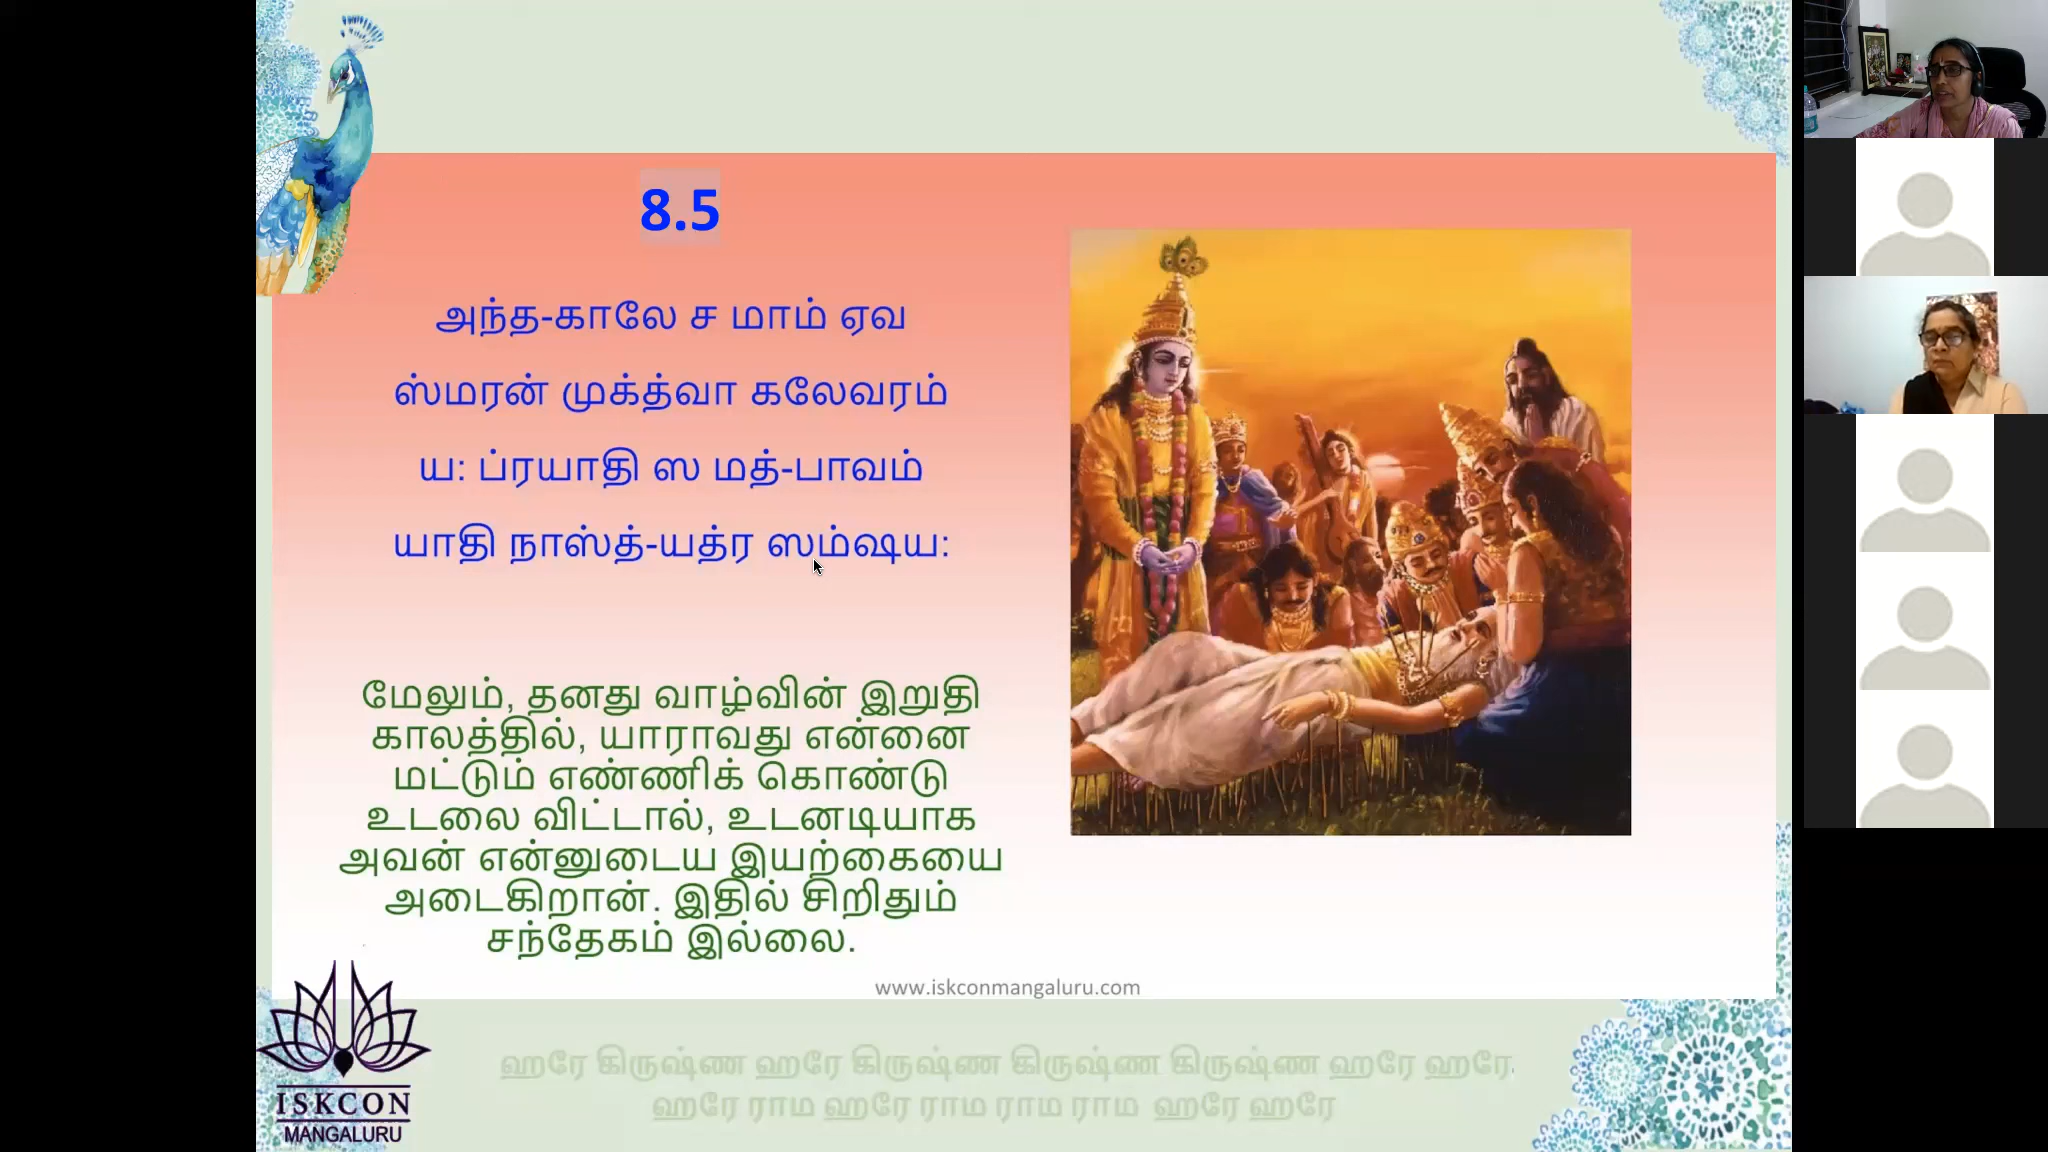 8.5
அந்த-காலே ச மாம் ஏவ
ஸ்மரன் முக்த்வா கலேவரம்
ய: ப்ரயாதி ஸ மத்-பாவம்
யாதி நாஸ்த்-யத்ர ஸம்ஷய:
மேலும், தனது வாழ்வின் இறுதி
காலத்தில், யாராவது என்னை
மட்டும் எண்ணிக் கொண்டு
உடலை விட்டால், உடனடியாக
அவன் என்னுடைய இயற்கையை
அடைகிறான். இதில் சிறிதும்
சந்தேகம் இல்லை.
www.iskconmangaluru.com
ஹரே கிருஷ்ண ஹரே கிருஷ்ண கிருஷ்ண கிருஷ்ண ஹரே ஹரே
ஹரே ராம ஹரே ராம ராம ராம ஹரே ஹரே
ISKCON
MANGALURU